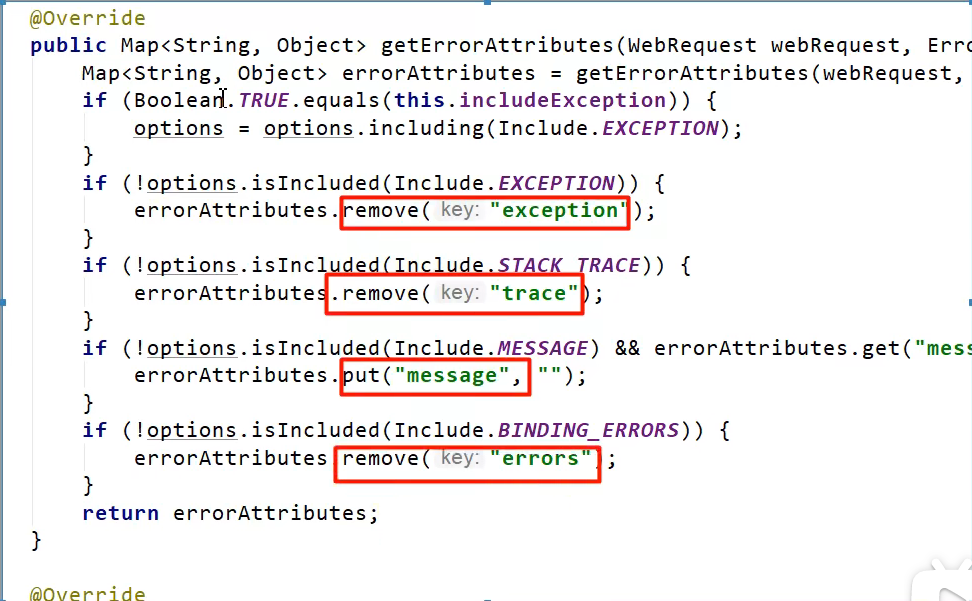 @Override
public Map<String, Object> getErrorAttributes(WebRequest webRequest,
Map<String, Object> errorAttributes = getErrorAttributes(webRequest,
if (Boolean.TRUE.equals(this.includeException)) {
options = options.including(Include.EXCEPTION);
}
if (!options.isIncluded(Include.EXCEPTION)) {
errorAttributes.remove( key: "exception");
}
if (!options.isIncluded(Include.STACK_TRACE)) {
errorAttributes.remove( key: "trace");
}
if (!options.isIncluded(Include.MESSAGE) && errorAttributes.get(
errorAttributes.put("message", "");
}
if (!options.isIncluded(Include.BINDING_ERRORS)) {
errorAttributes.remove( key: "errors");
}
return errorAttributes;
}
@Override